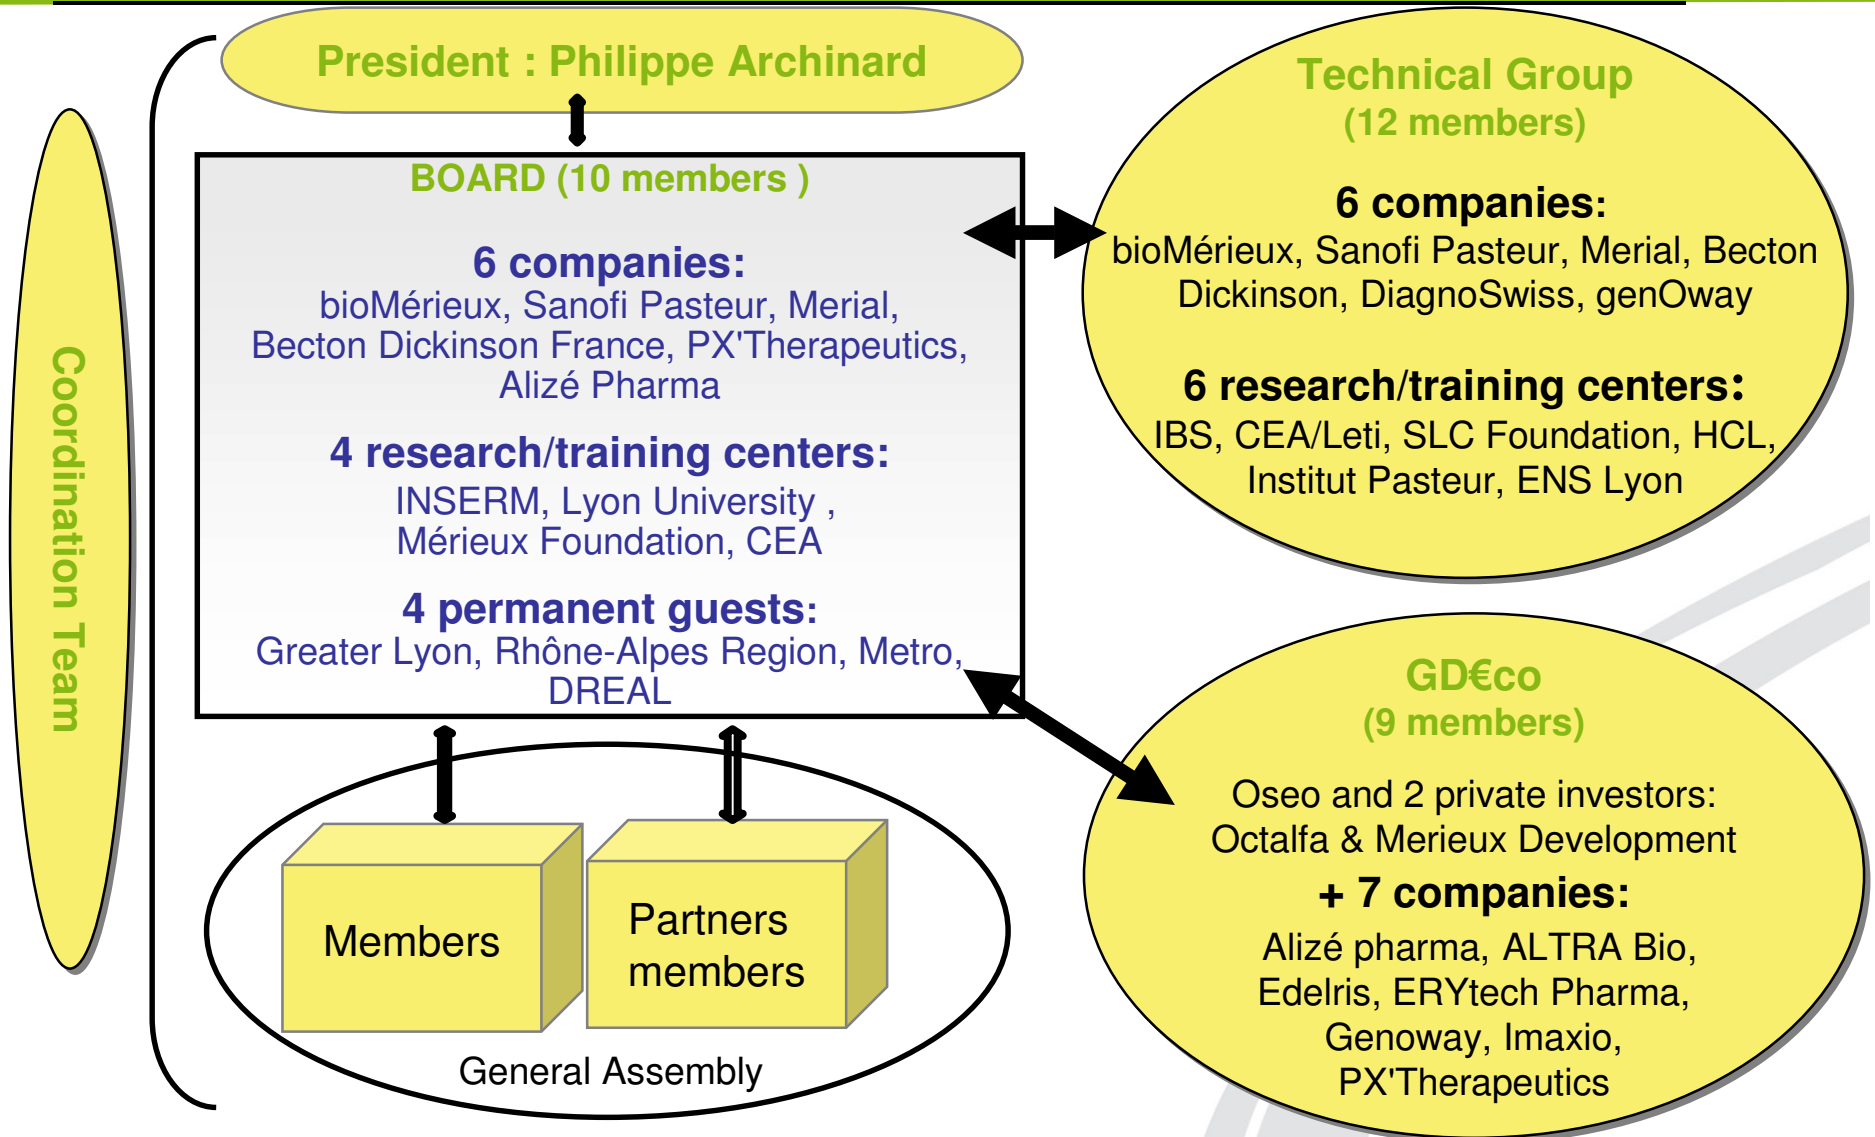 President : Philippe Archinard
Coordination Team
BOARD (10 members )
6 companies:
bioMérieux, Sanofi Pasteur, Merial,
Becton Dickinson France, PX'Therapeutics,
Alizé Pharma
4 research/training centers:
INSERM, Lyon University ,
Mérieux Foundation, CEA
4 permanent guests:
Greater Lyon, Rhône-Alpes Region, Metro,
DREAL
Members
Partners
members
General Assembly
Technical Group
(12 members)
6 companies:
bioMérieux, Sanofi Pasteur, Merial, Becton
Dickinson, DiagnoSwiss, genOway
6 research/training centers:
IBS, CEA/Leti, SLC Foundation, HCL,
Institut Pasteur, ENS Lyon
GD€co
(9 members)
Oseo and 2 private investors:
Octalfa & Merieux Development
+ 7 companies:
Alizé pharma, ALTRA Bio,
Edelris, ERYtech Pharma,
Genoway, Imaxio,
PX'Therapeutics